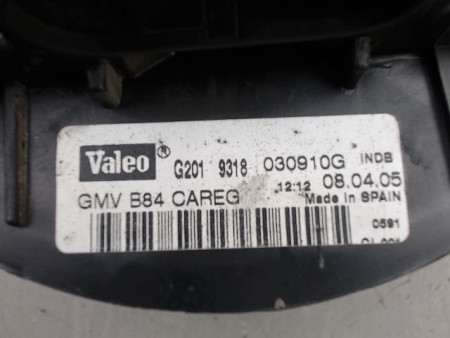 Valeo ® G201 9318 030910G INDB
GMV B84 CAREG 12:12 08.04.05
Made In SPAIN
0591